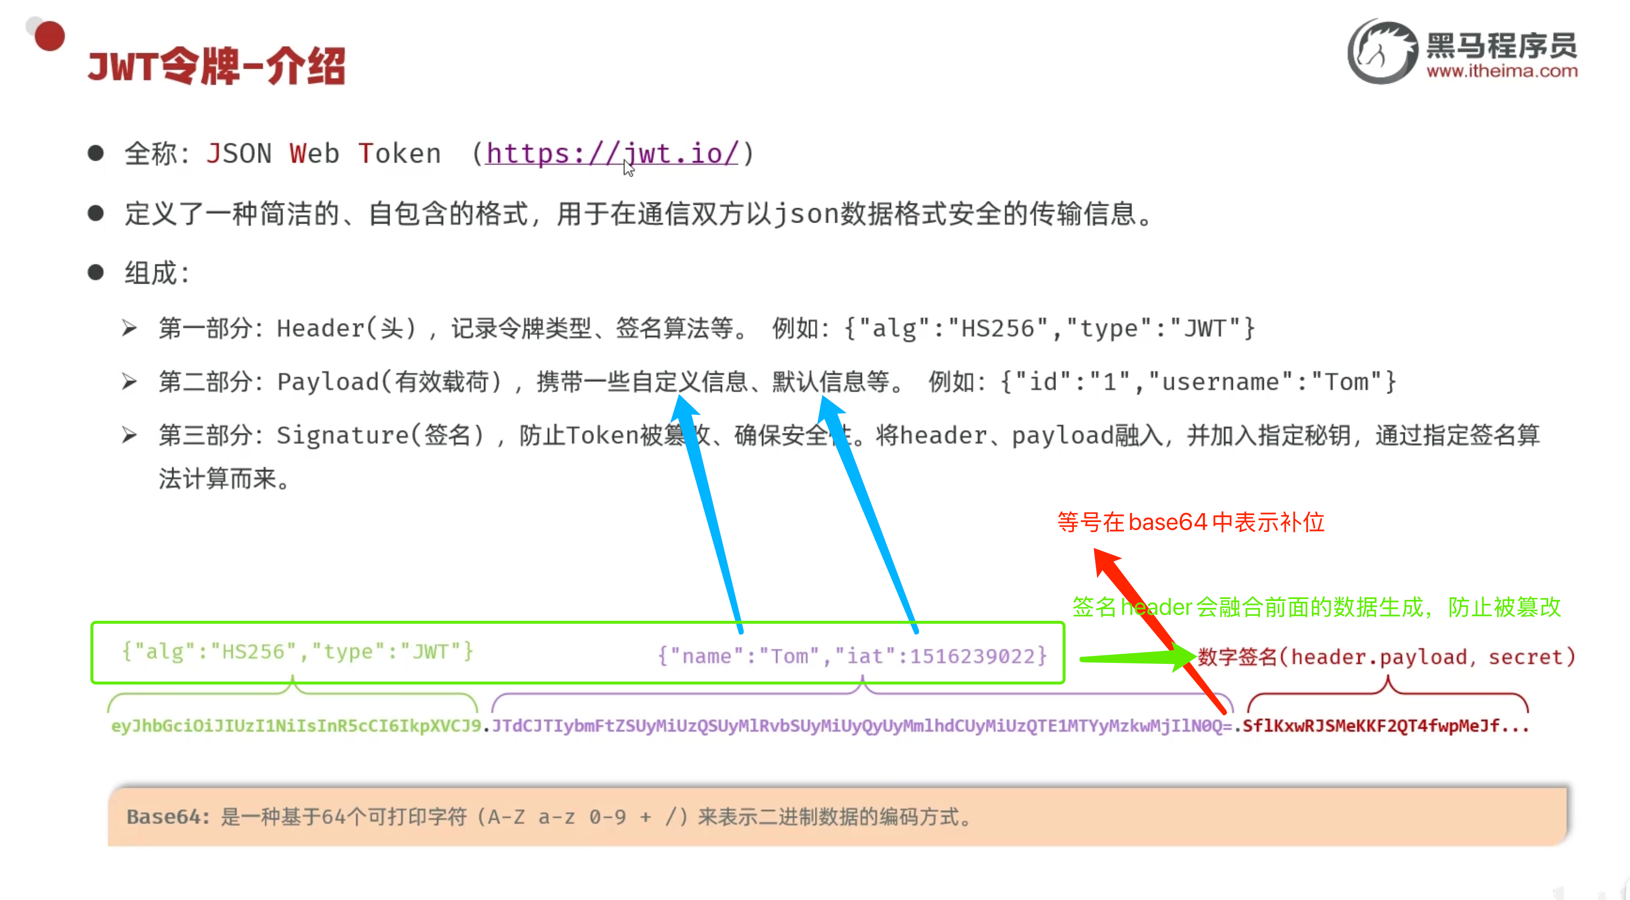 JWT令牌-介绍
黑马程序员
www.itheima.com
全称：JSON Web Token （https://jwt.io/）
定义了一种简洁的、自包含的格式，用于在通信双方以json数据格式安全的传输信息。
组成：
第一部分：Header(头），记录令牌类型、签名算法等。 例如：{"alg":"HS256","type":"JWT"}
第二部分：Payload(有效载荷），携带一些自定义信息、默认信息等。 例如：{"id":"1","username":"Tom"}
第三部分：Signature(签名），防止Token被篡改、确保安全性。将header、payload融入，并加入指定秘钥，通过指定签名算
法计算而来。
等号在base64中表示补位
签名header会融合前面的数据生成，防止被篡改
{"alg":"HS256","type":"JWT"}
{"name":"Tom","iat":1516239022}
数字签名(header.payload, secret)
eyJhbGciOiJIUzI1NiIsInR5cCI6IkpXVCJ9.JTdCJTIybmFtZSUyMiUzQSUyMlRvbSUyMiUyQyUyMmlhdCUyMiUzQTE1MTYyMzkwMjIlN0Q=.SflKxwRJSMeKKF2QT4fwpMeJf...
Base64：是一种基于64个可打印字符（A-Z a-z 0-9 + /）来表示二进制数据的编码方式。